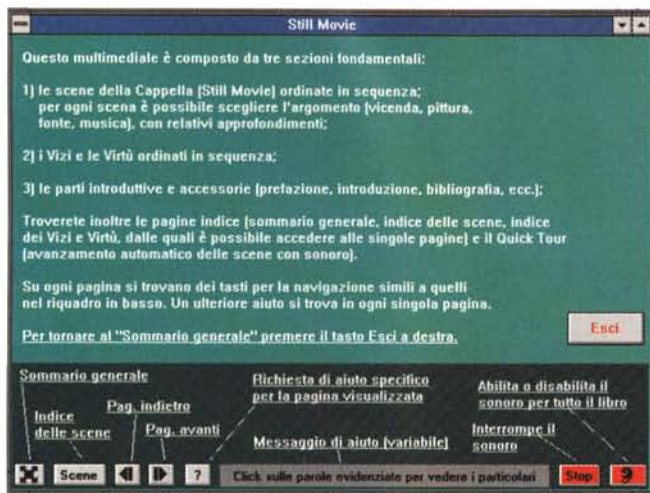 Still Movie
Questo multimediale è composto da tre sezioni fondamentali:
1) le scene della Cappella (Still Movie) ordinate in sequenza;
per ogni scena è possibile scegliere l'argomento (vicenda, pittura,
fonte, musica), con relativi approfondimenti;
2) i Vizi e le Virtù ordinati in sequenza;
3) le parti introduttive e accessorie (prefazione, introduzione, bibliografia, ecc.);
Troverete inoltre le pagine indice (sommario generale, indice delle scene, indice
dei Vizi e Virtù, dalle quali è possibile accedere alle singole pagine) e il Quick Tour
(avanzamento automatico delle scene con sonoro).
Su ogni pagina si trovano dei tasti per la navigazione simili a quelli
nel riquadro in basso. Un ulteriore aiuto si trova in ogni singola pagina.
Esci
Per tornare al "Sommario generale" premere il tasto Esci a destra.
Sommario generale
Indice
delle scene
Pag. indietro
Pag. avanti
Richiesta di aiuto specifico
per la pagina visualizzata
Messaggio di aiuto (variabile)
Abilita o disabilita il
sonoro per tutto il libro
Interrompe il
sonoro
Scene
?
Click sulle parole evidenziate per vedere i particolari
Stop